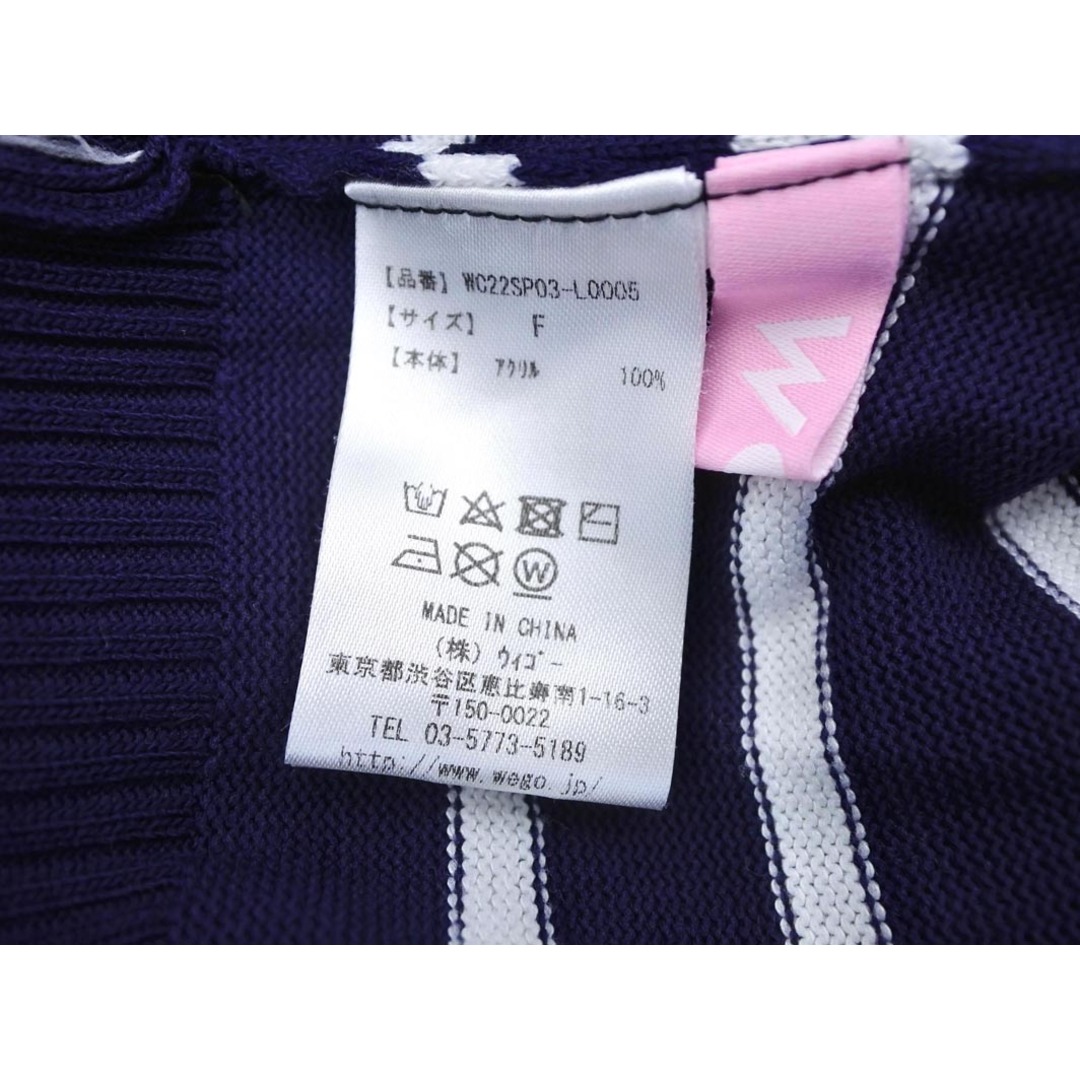 【品番】 WC22SP03-L0005
【サイズ】 F
【本体】 アクリル 100%
W
MADE IN CHINA
(株) ウィゴー
東京都渋谷区恵比寿南1-16-3
〒150-0022
TEL 03-5773-5189
http://www.wego.jp/